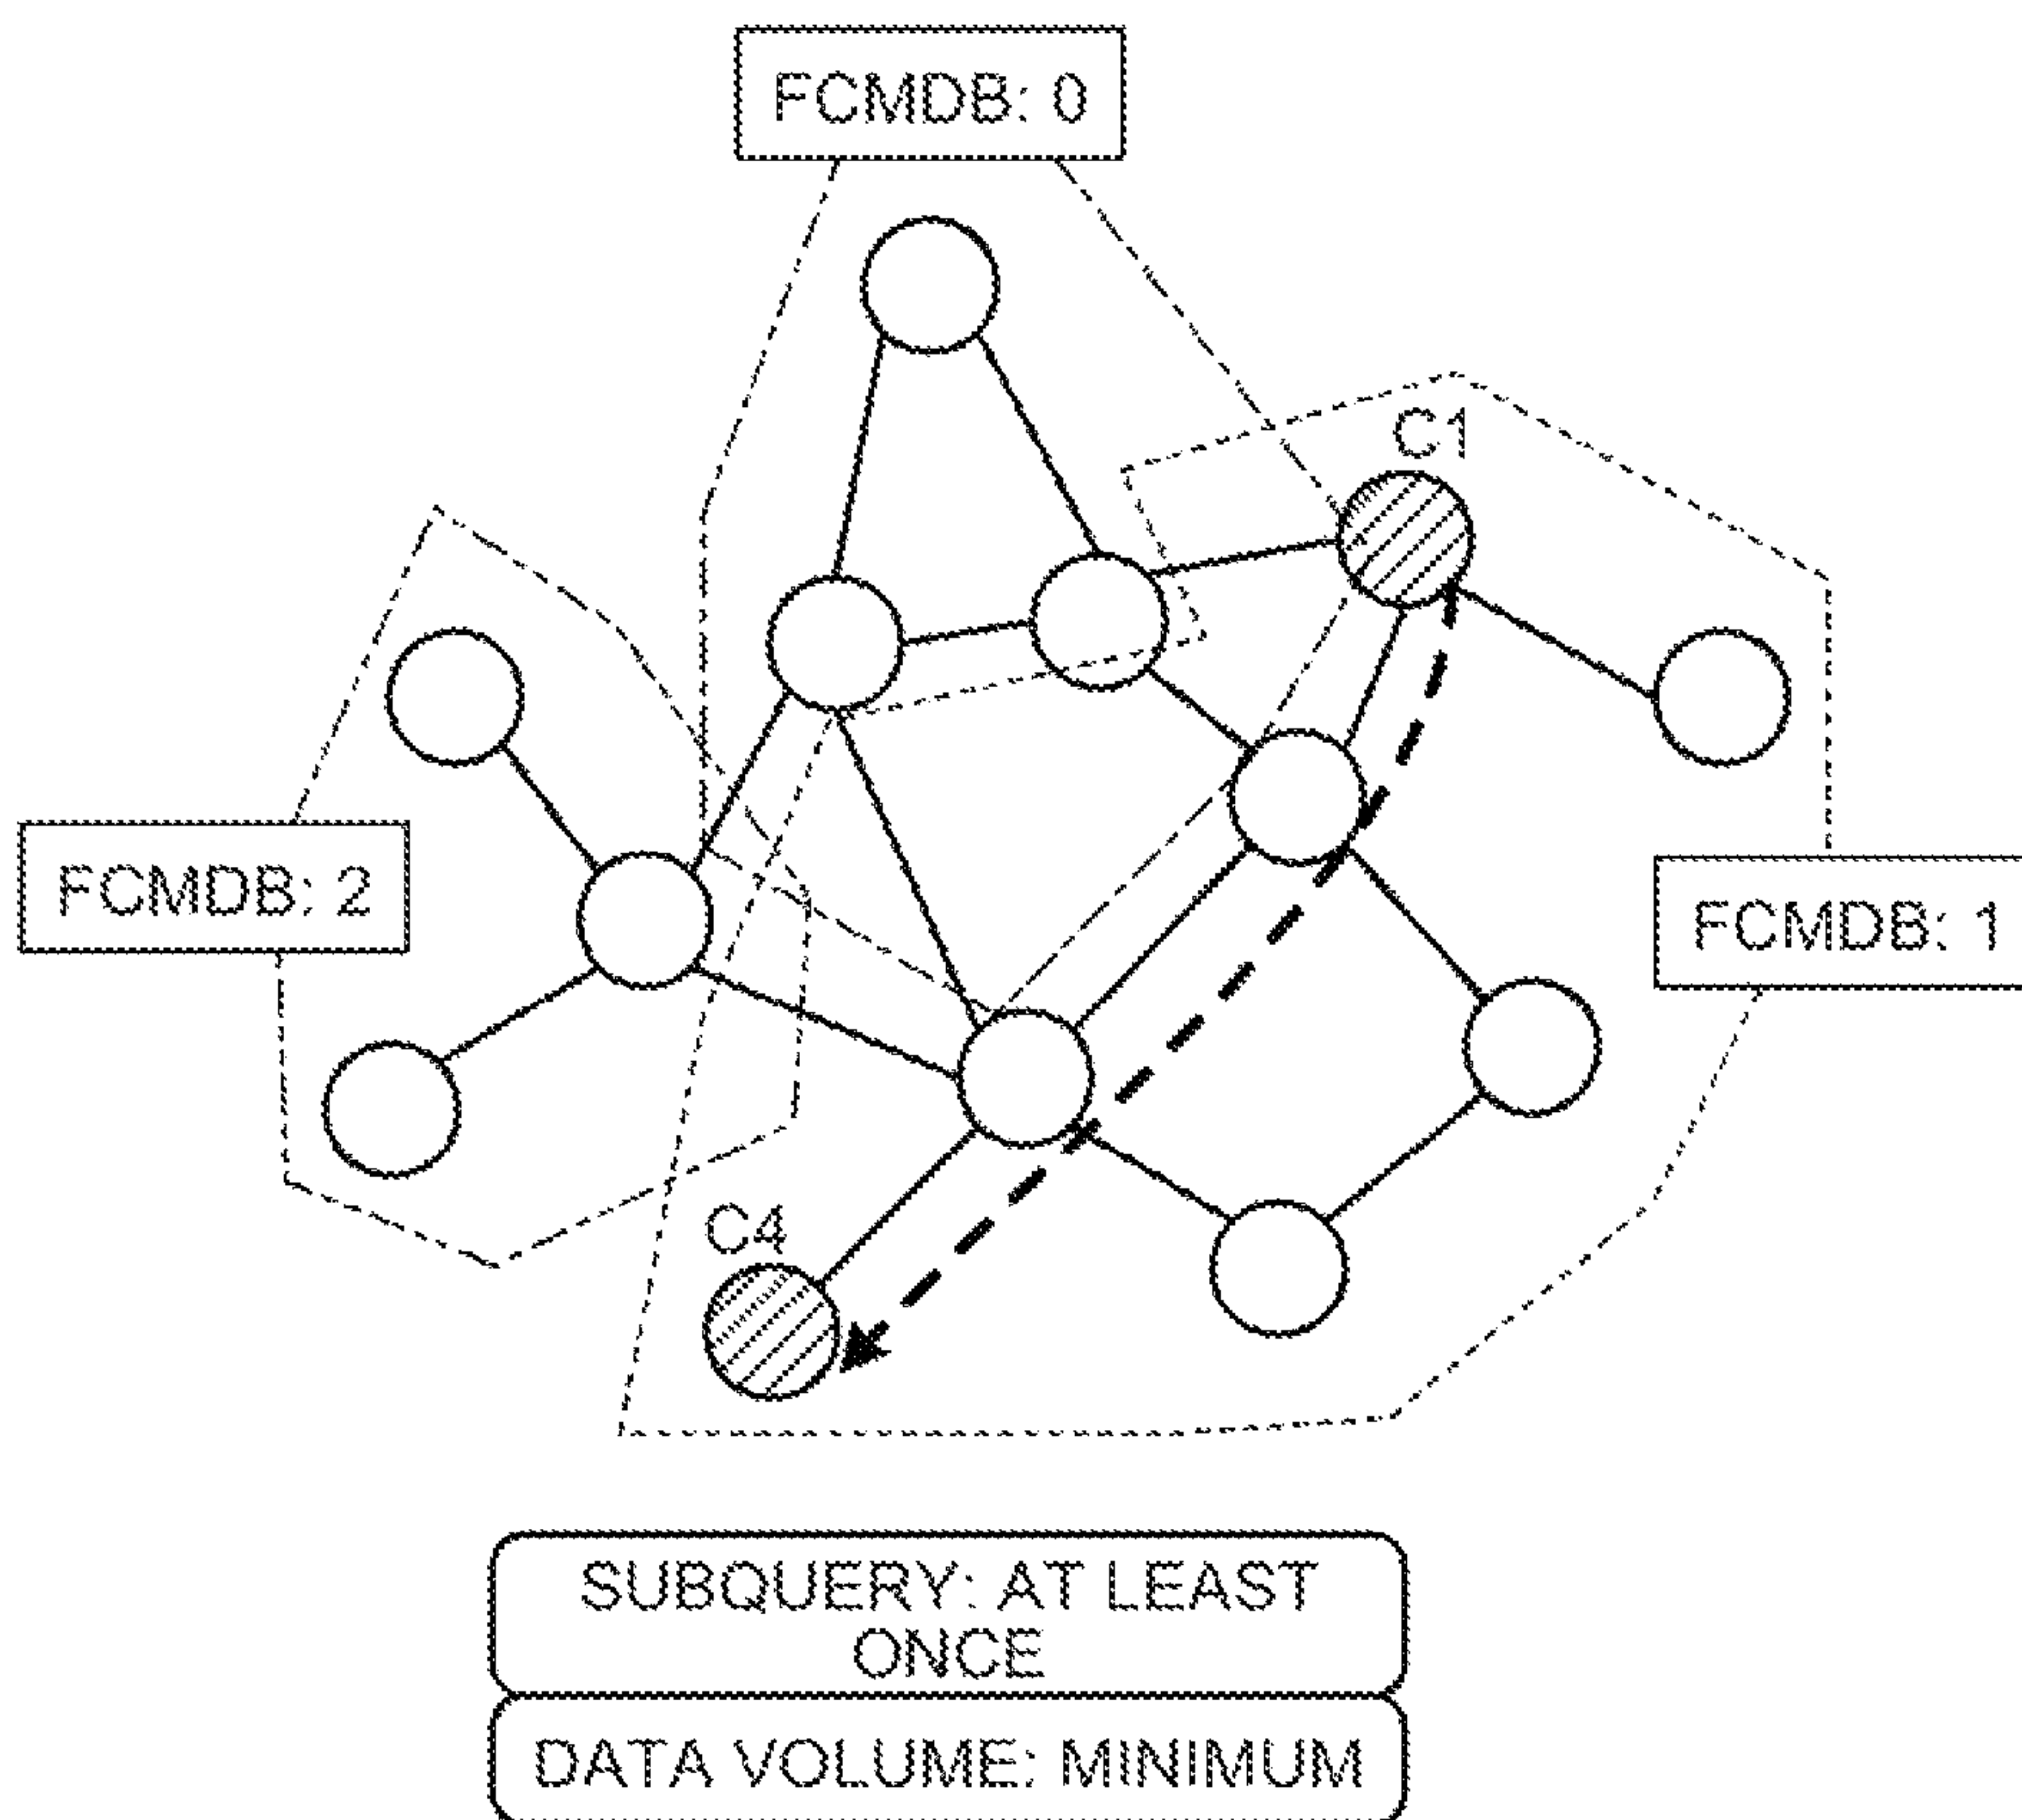 FCMDB: 0
C1
FCMDB: 2
FCMDB: 1
C4
SUBQUERY: AT LEAST
ONCE
DATA VOLUME: MINIMUM